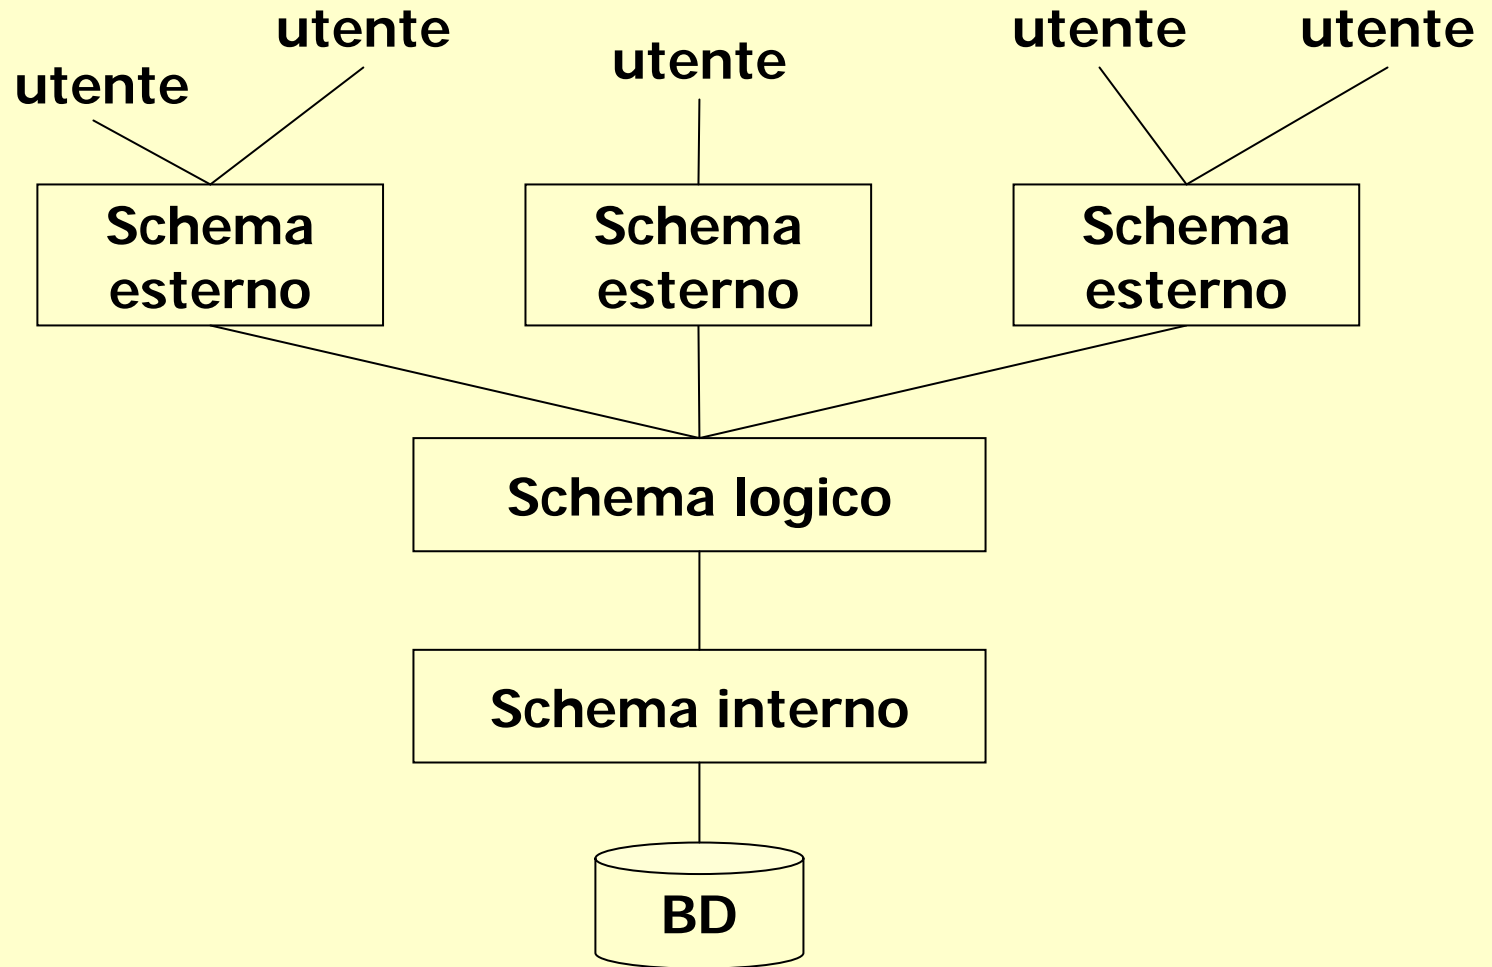 utente
utente
utente
utente
utente
Schema
esterno
Schema
esterno
Schema
esterno
Schema logico
Schema interno
BD